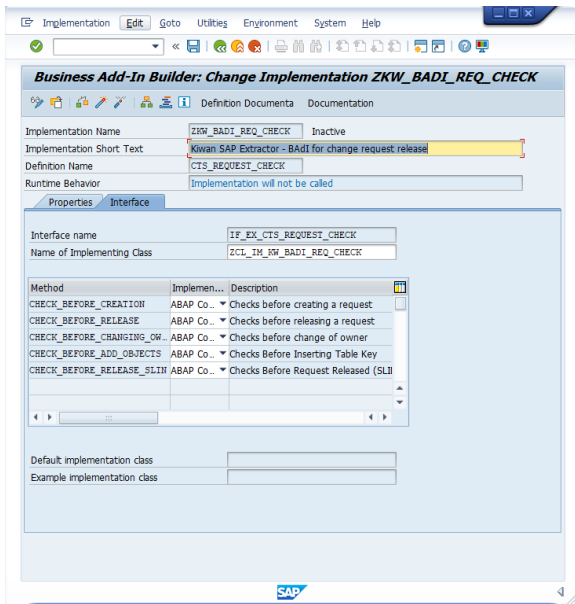 Implementation Edit Goto Utilities Environment System Help
Business Add-In Builder: Change Implementation ZKW_BADI_REQ_CHECK
Definition Documenta Documentation
Implementation Name ZKW_BADI_REQ_CHECK Inactive
Implementation Short Text Kiwan SAP Extractor - BAdI for change request release
Definition Name CTS_REQUEST_CHECK
Runtime Behavior Implementation will not be called
Properties Interface
Interface name IF_EX_CTS_REQUEST_CHECK
Name of Implementing Class ZCL_IM_KW_BADI_REQ_CHECK
Method Implemen... Description
CHECK_BEFORE_CREATION ABAP Co... Checks before creating a request
CHECK_BEFORE_RELEASE ABAP Co... Checks before releasing a request
CHECK_BEFORE_CHANGING_OW... ABAP Co... Checks before change of owner
CHECK_BEFORE_ADD_OBJECTS ABAP Co... Checks Before Inserting Table Key
CHECK_BEFORE_RELEASE_SLIN ABAP Co... Checks Before Request Released (SLI
Default implementation class
Example implementation class
SAP